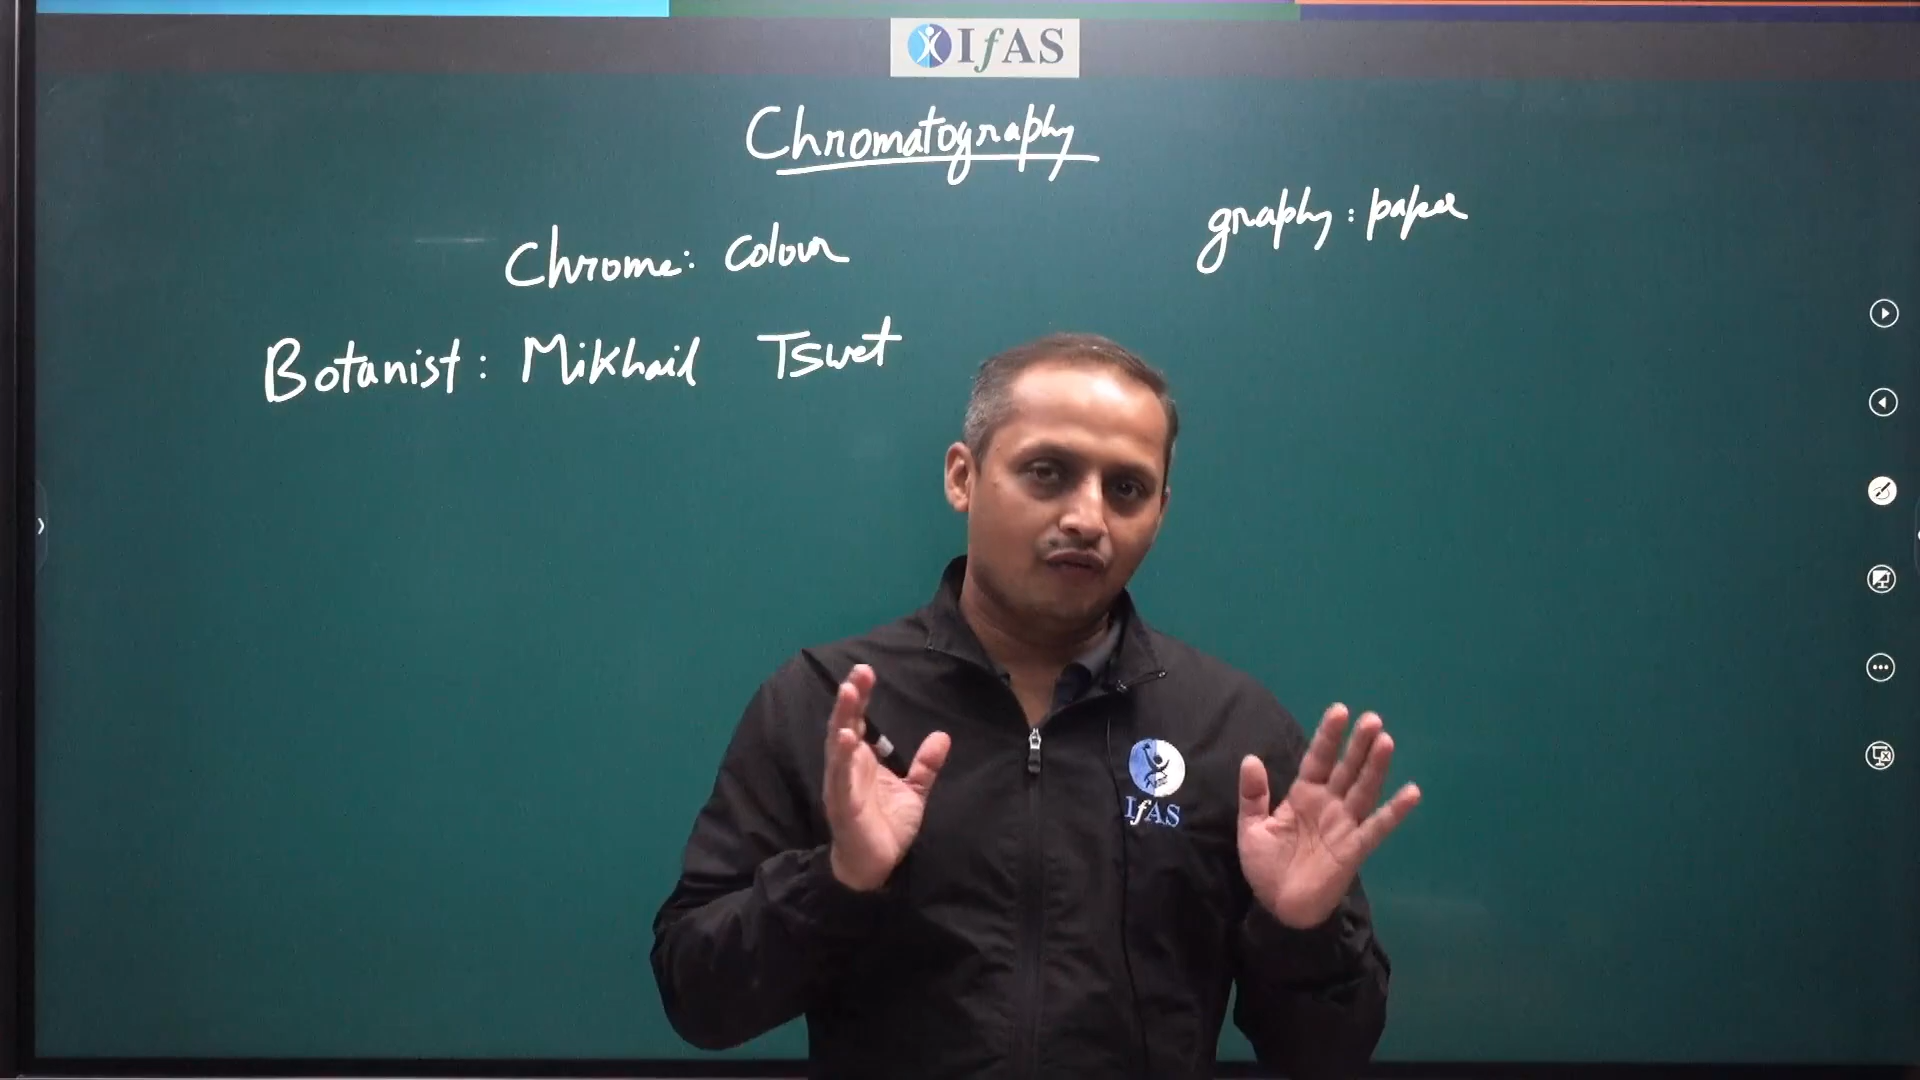 IfAS
Chromatography
graphy: paper
Chrome: Colour
Botanist: Mikhail Tswet
IfAS